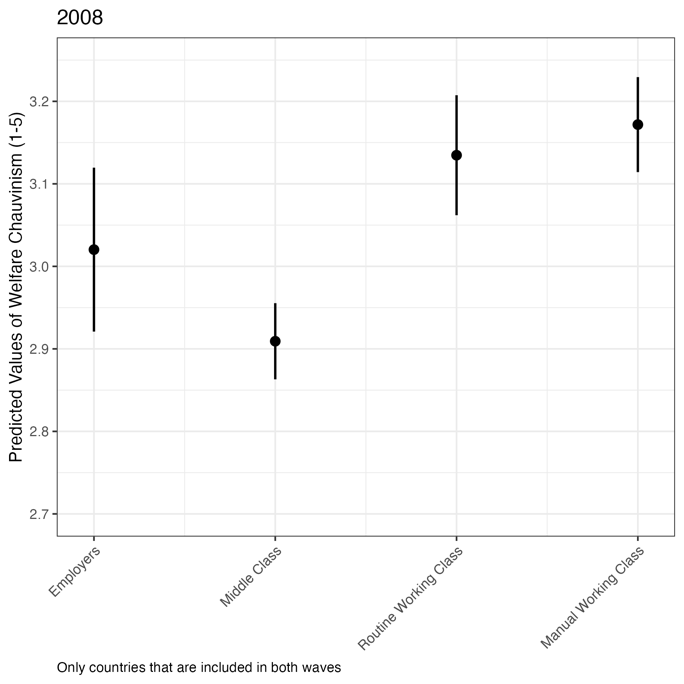 2008
Predicted Values of Welfare Chauvinism (1-5)
3.2
3.1
3.0
2.9
2.8
2.7
Employers
Middle Class
Routine Working Class
Manual Working Class
Only countries that are included in both waves